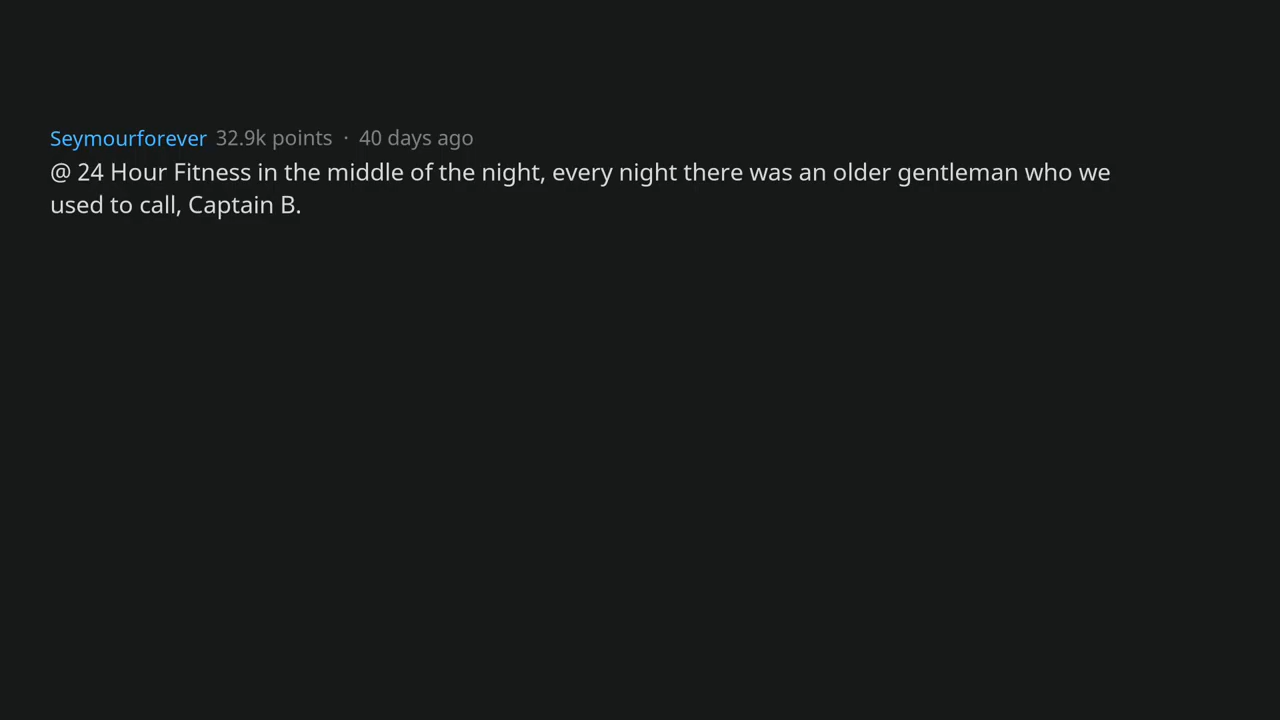 Seymourforever 32.9k points · 40 days ago
@ 24 Hour Fitness in the middle of the night, every night there was an older gentleman who we
used to call, Captain B.